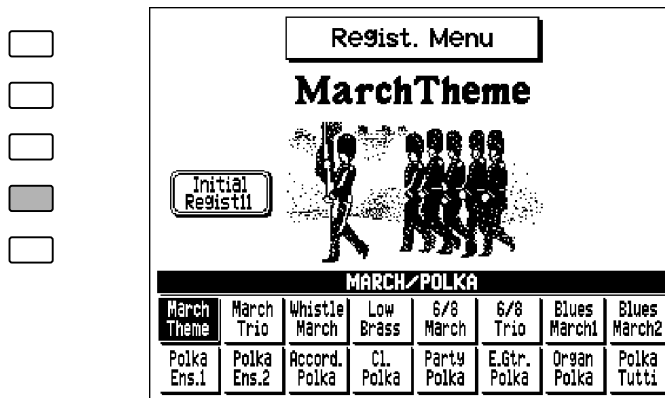 Regist. Menu
MarchTheme
Initial
Regist11
MARCH/POLKA
March Theme
March Trio
Whistle March
Low Brass
6/8 March
6/8 Trio
Blues March1
Blues March2
Polka Ens.1
Polka Ens.2
Accord. Polka
Cl. Polka
Party Polka
E.Gtr. Polka
Organ Polka
Polka Tutti